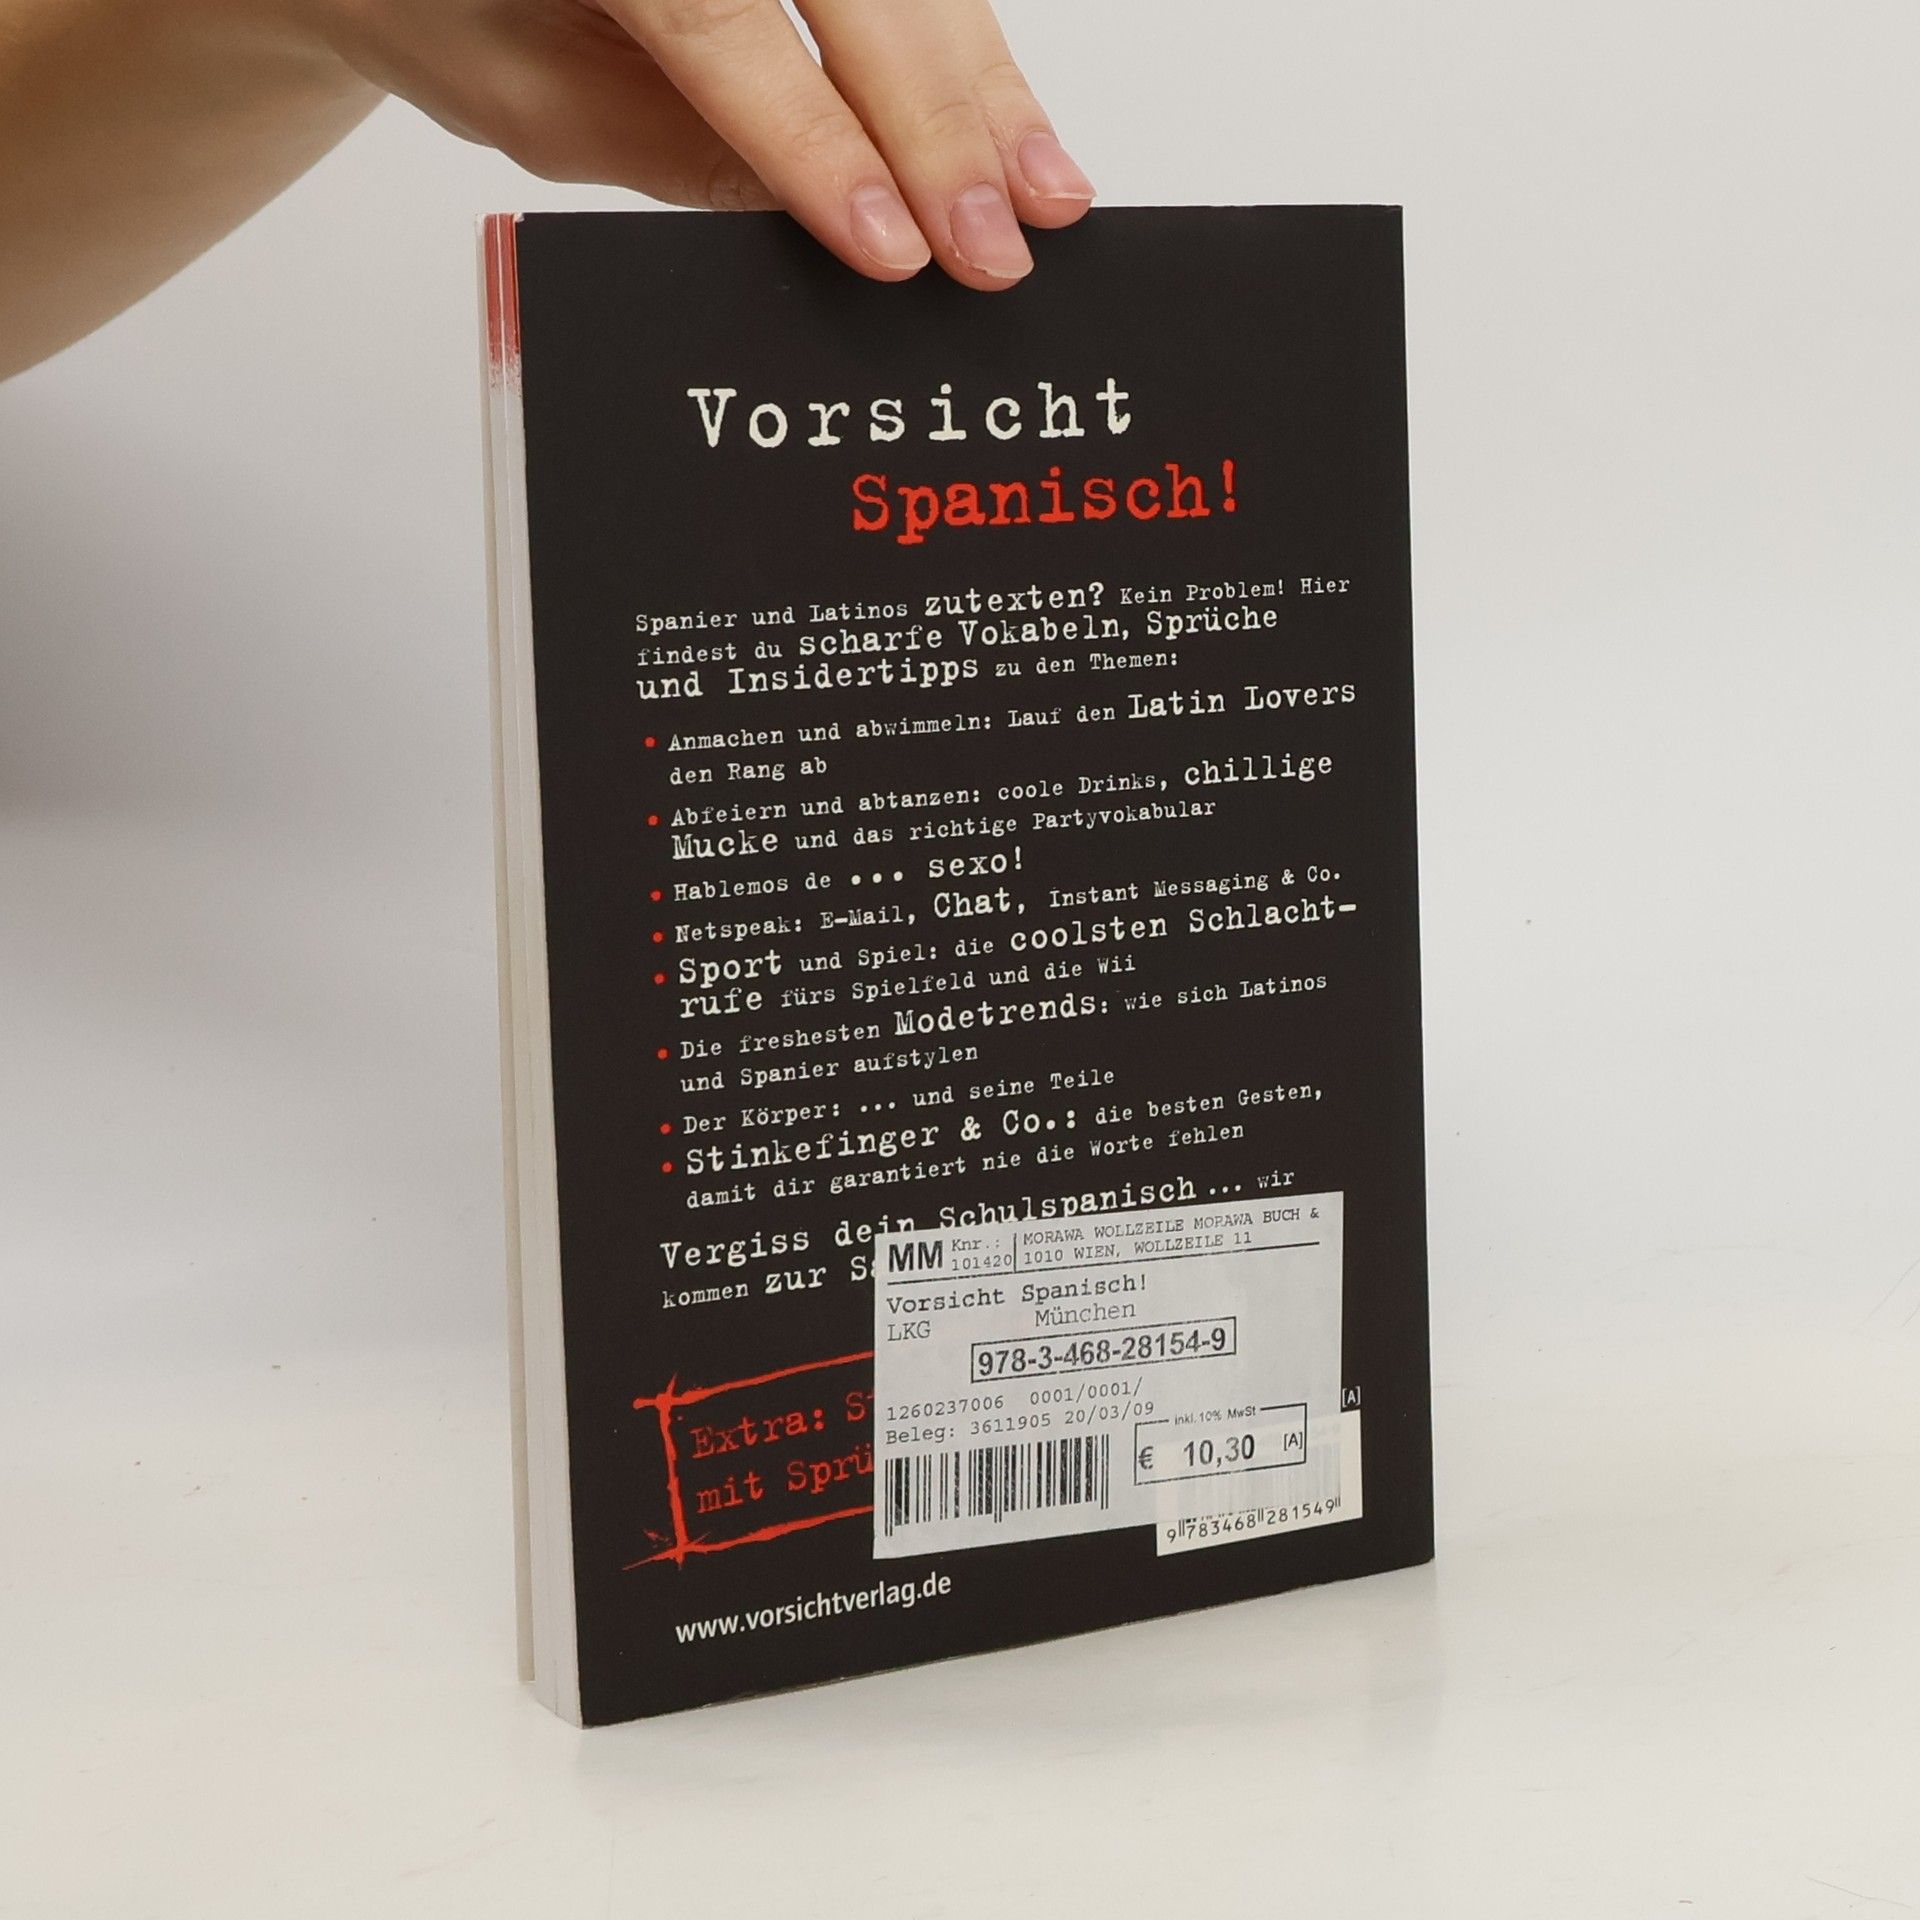 Vorsicht
Spanisch!
Spanier und Latinos zutexten? Kein Problem! Hier
findest du scharfe Vokabeln, Sprüche
und Insidertipps zu den Themen:
• Anmachen und abwimmeln: Lauf den Latin Lovers
den Rang ab
• Abfeiern und abtanzen: coole Drinks, chillige
Mucke und das richtige Partyvokabular
• Hablemos de ... sexo!
• Netspeak: E-Mail, Chat, Instant Messaging & Co.
• Sport und Spiel: die coolsten Schlacht-
rufe fürs Spielfeld und die Wii
• Die freshesten Modetrends: wie sich Latinos
und Spanier aufstylen
• Der Körper: ... und seine Teile
• Stinkefinger & Co.: die besten Gesten,
damit dir garantiert nie die Worte fehlen
Vergiss dein Schulspanisch ... wir
kommen zur
MM Knr.: MORAWA WOLLZEILE MORAWA BUCH &
101420 1010 WIEN, WOLLZEILE 11
Vorsicht Spanisch!
LKG München
978-3-468-28154-9
1260237006 0001/0001/
Beleg: 3611905 20/03/09
inkl. 10% MwSt
€ 10,30 [A]
[A]
Extra:
mit
9 783468 281549
www.vorsichtverlag.de